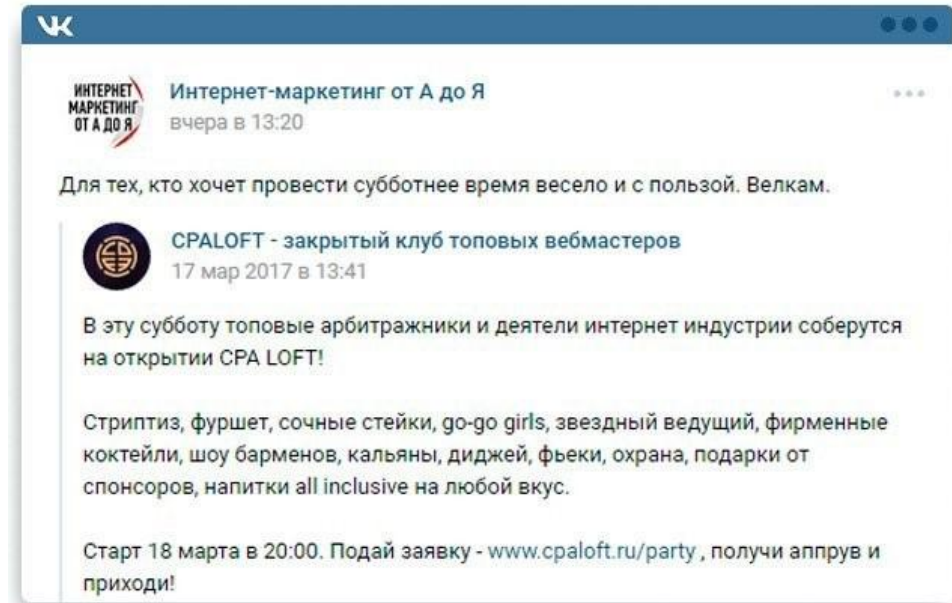 VK
ИНТЕРНЕТ
МАРКЕТИНГ
ОТ А ДО Я
Интернет-маркетинг от А до Я
вчера в 13:20
Для тех, кто хочет провести субботнее время весело и с пользой. Велкам.
CPALOFT - закрытый клуб топовых вебмастеров
17 мар 2017 в 13:41
В эту субботу топовые арбитражники и деятели интернет индустрии соберутся
на открытии CPA LOFT!
Стриптиз, фуршет, сочные стейки, go-go girls, звездный ведущий, фирменные
коктейли, шоу барменов, кальяны, диджей, фьеки, охрана, подарки от
спонсоров, напитки all inclusive на любой вкус.
Старт 18 марта в 20:00. Подай заявку - www.cpaloft.ru/party , получи аппрув и
приходи!